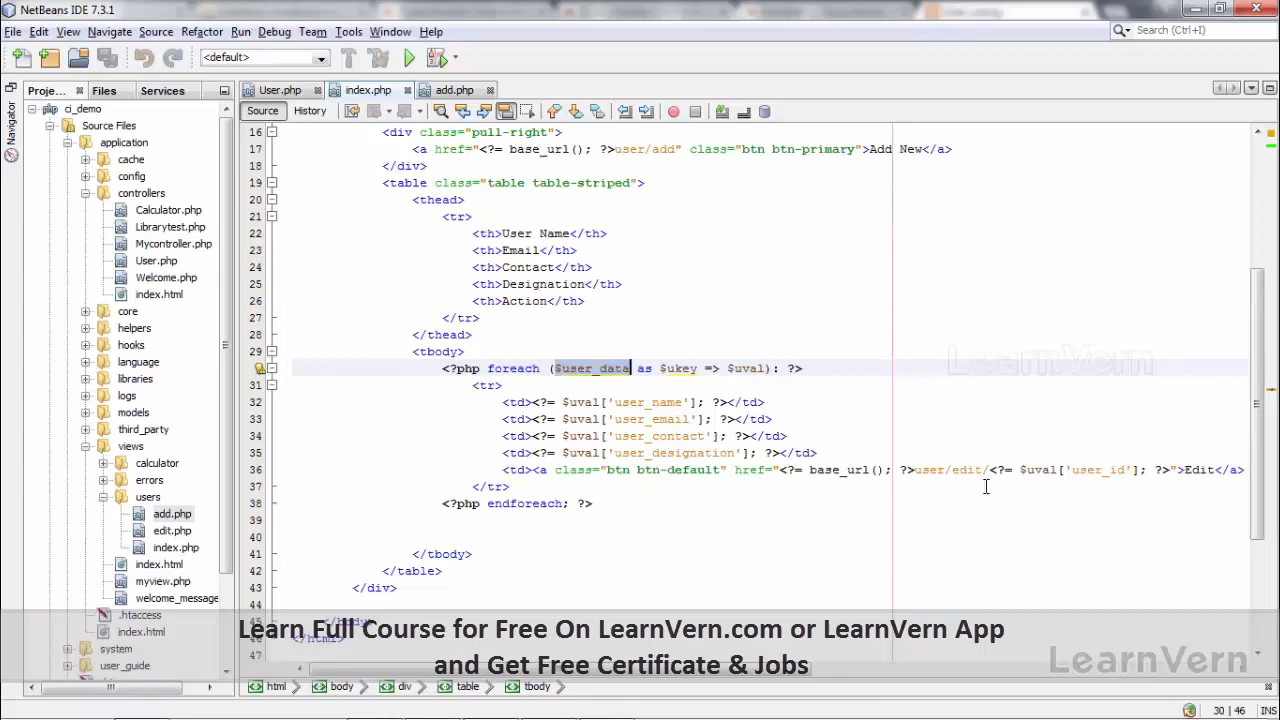 NetBeans IDE 7.3.1
File Edit View Navigate Source Refactor Run Debug Team Tools Window Help
Search (Ctrl+I)
<default>
Proje... Files Services
User.php index.php add.php
Source History
Navigator
ci_demo
Source Files
application
cache
config
controllers
Calculator.php
Librarytest.php
Mycontroller.php
User.php
Welcome.php
index.html
core
helpers
hooks
language
libraries
logs
models
third_party
views
calculator
errors
users
add.php
edit.php
index.php
index.html
myview.php
welcome_message
.htaccess
index.html
system
user_guide
16 <div class="pull-right">
17 <a href="<?= base_url(); ?>user/add" class="btn btn-primary">Add New</a>
18 </div>
19 <table class="table table-striped">
20 <thead>
21 <tr>
22 <th>User Name</th>
23 <th>Email</th>
24 <th>Contact</th>
25 <th>Designation</th>
26 <th>Action</th>
27 </tr>
28 </thead>
29 <tbody>
30 <?php foreach ($user_data as $ukey => $uval): ?>
31 <tr>
32 <td><?= $uval['user_name']; ?></td>
33 <td><?= $uval['user_email']; ?></td>
34 <td><?= $uval['user_contact']; ?></td>
35 <td><?= $uval['user_designation']; ?></td>
36 <td><a class="btn btn-default" href="<?= base_url(); ?>user/edit/<?= $uval['user_id']; ?>">Edit</a>
37 </tr>
38 <?php endforeach; ?>
39
40
41 </tbody>
42 </table>
43 </div>
44
45 </body>
46 </html>
47
LearnVern
Learn Full Course for Free On LearnVern.com or LearnVern App
and Get Free Certificate & Jobs
LearnVern
html body div table tbody
30 | 46 INS